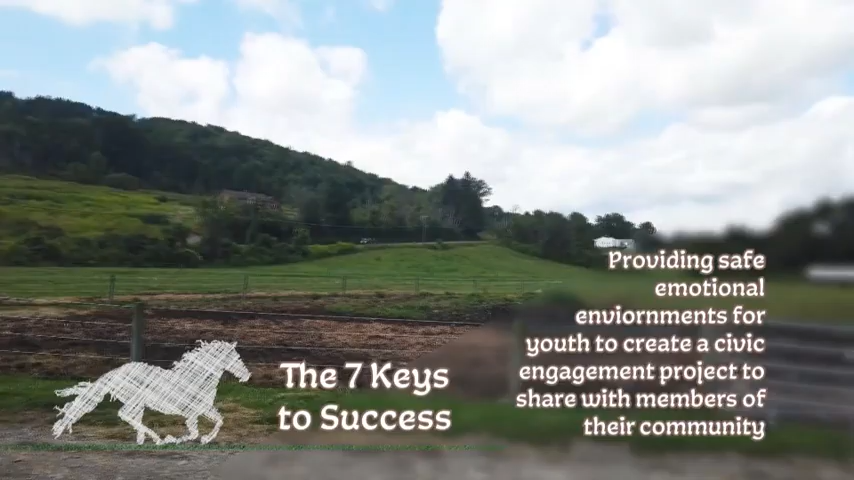 The 7 Keys
to Success
Providing safe
emotional
enviornments for
youth to create a civic
engagement project to
share with members of
their community